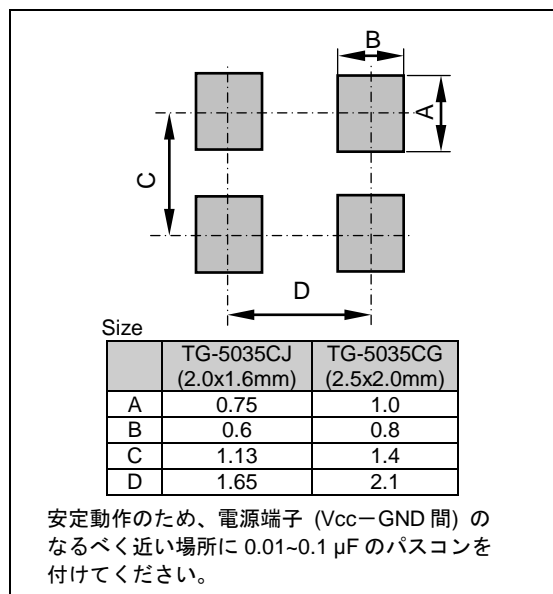 B
A
C
D
Size
TG-5035CJ TG-5035CG
(2.0x1.6mm) (2.5x2.0mm)
A 0.75 1.0
B 0.6 0.8
C 1.13 1.4
D 1.65 2.1
安定動作のため、電源端子 (Vcc－GND 間) の
なるべく近い場所に 0.01~0.1 µF のパスコンを
付けてください。